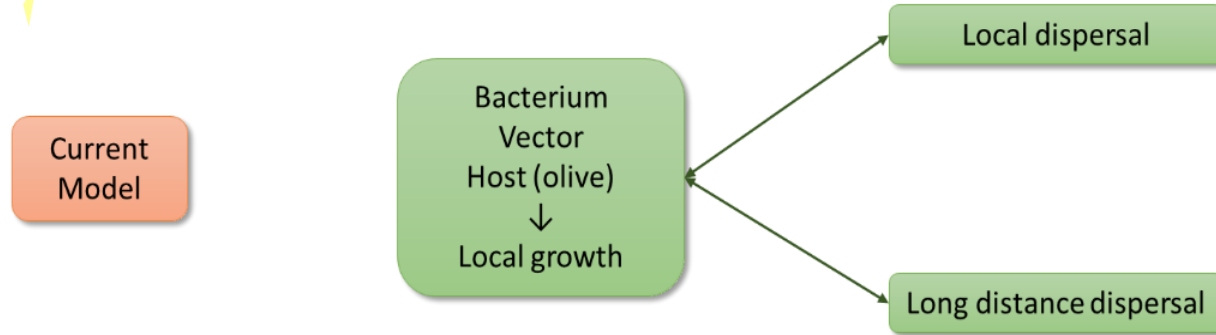 Current
Model
Bacterium
Vector
Host (olive)
↓
Local growth
Local dispersal
Long distance dispersal